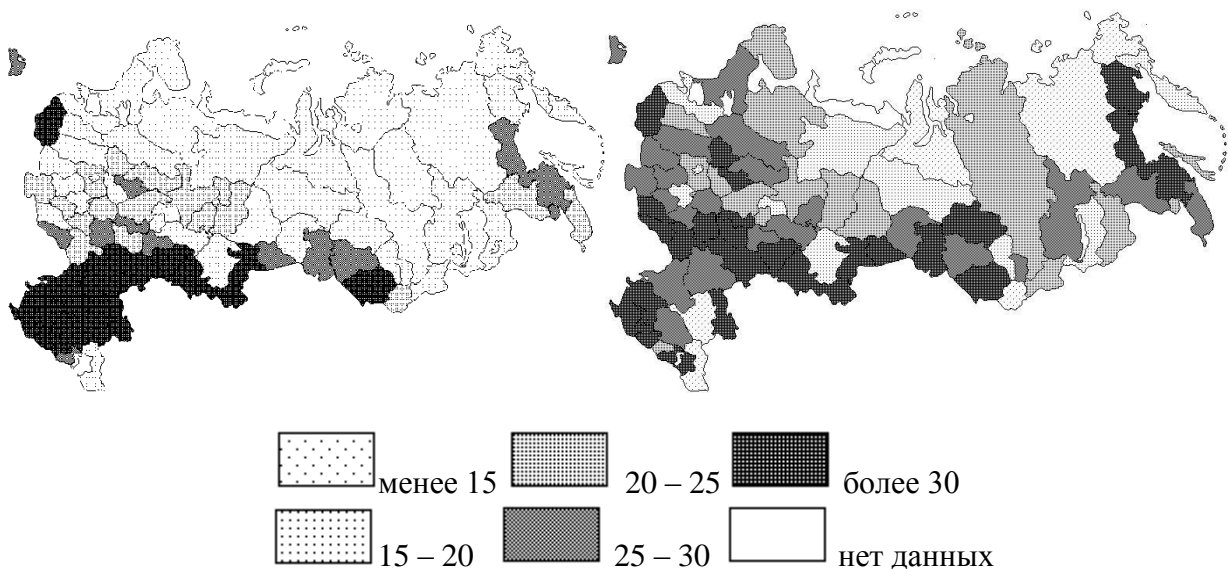 менее 15 20 – 25 более 30
15 – 20 25 – 30 нет данных